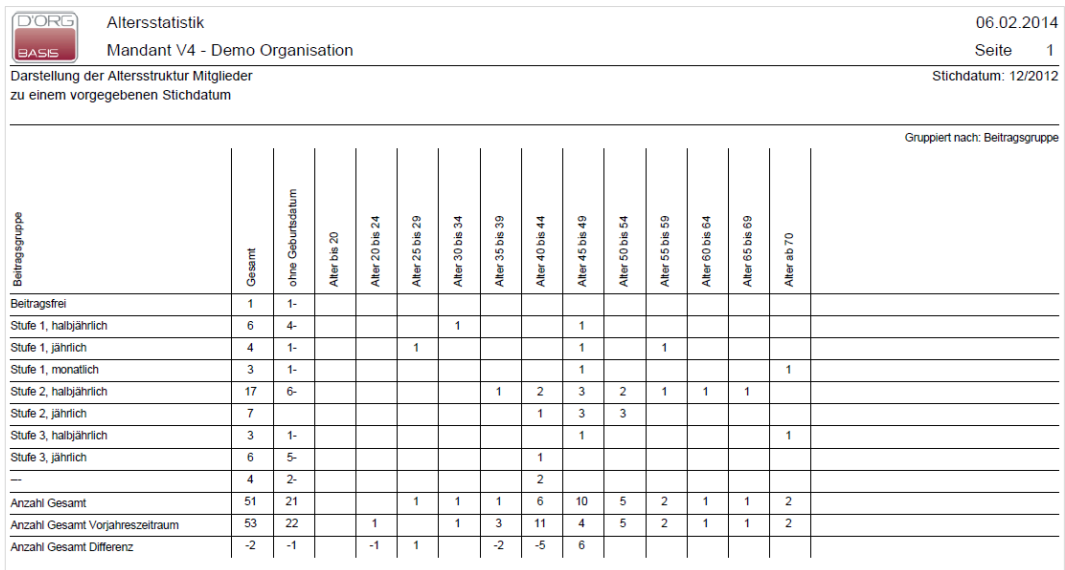 D'ORG Altersstatistik 06.02.2014
BASIS Mandant V4 - Demo Organisation Seite 1
Darstellung der Altersstruktur Mitglieder Stichdatum: 12/2012
zu einem vorgegebenen Stichdatum
Gruppiert nach: Beitragsgruppe
Beitragsgruppe Gesamt ohne Geburtsdatum Alter bis 20 Alter 20 bis 24 Alter 25 bis 29 Alter 30 bis 34 Alter 35 bis 39 Alter 40 bis 44 Alter 45 bis 49 Alter 50 bis 54 Alter 55 bis 59 Alter 60 bis 64 Alter 65 bis 69 Alter ab 70
Beitragsfrei 1 1-
Stufe 1, halbjährlich 6 4- 1 1
Stufe 1, jährlich 4 1- 1 1 1
Stufe 1, monatlich 3 1- 1 1
Stufe 2, halbjährlich 17 6- 1 2 3 2 1 1 1
Stufe 2, jährlich 7 1 3 3
Stufe 3, halbjährlich 3 1- 1 1
Stufe 3, jährlich 6 5- 1
--- 4 2- 2
Anzahl Gesamt 51 21 1 1 1 6 10 5 2 1 1 2
Anzahl Gesamt Vorjahreszeitraum 53 22 1 1 3 11 4 5 2 1 1 2
Anzahl Gesamt Differenz -2 -1 -1 1 -2 -5 6